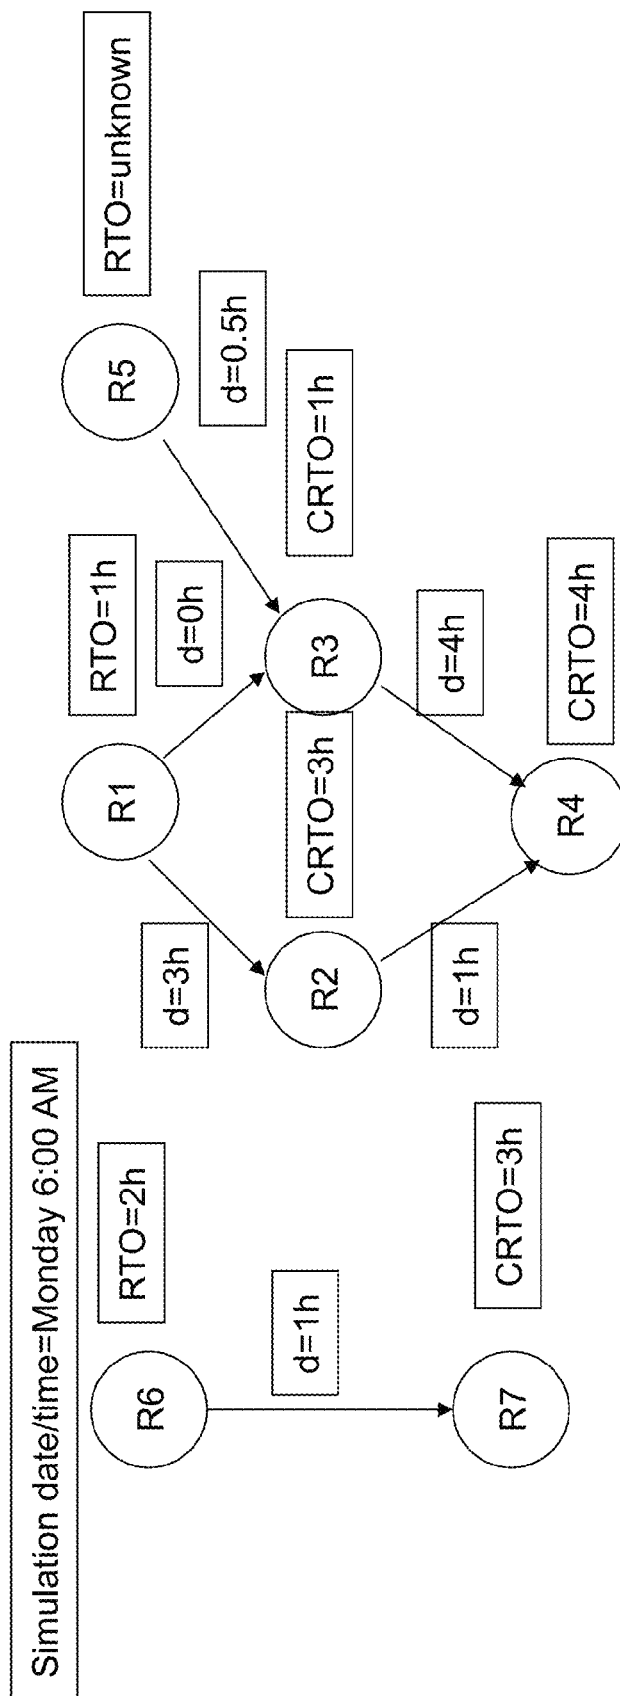 Simulation date/time=Monday 6:00 AM
RTO=2h
RTO=1h
RTO=unknown
R6
R1
R5
d=1h
d=3h
d=0h
d=0.5h
CRTO=3h
CRTO=1h
R2
R3
d=1h
d=4h
CRTO=3h
CRTO=4h
R7
R4